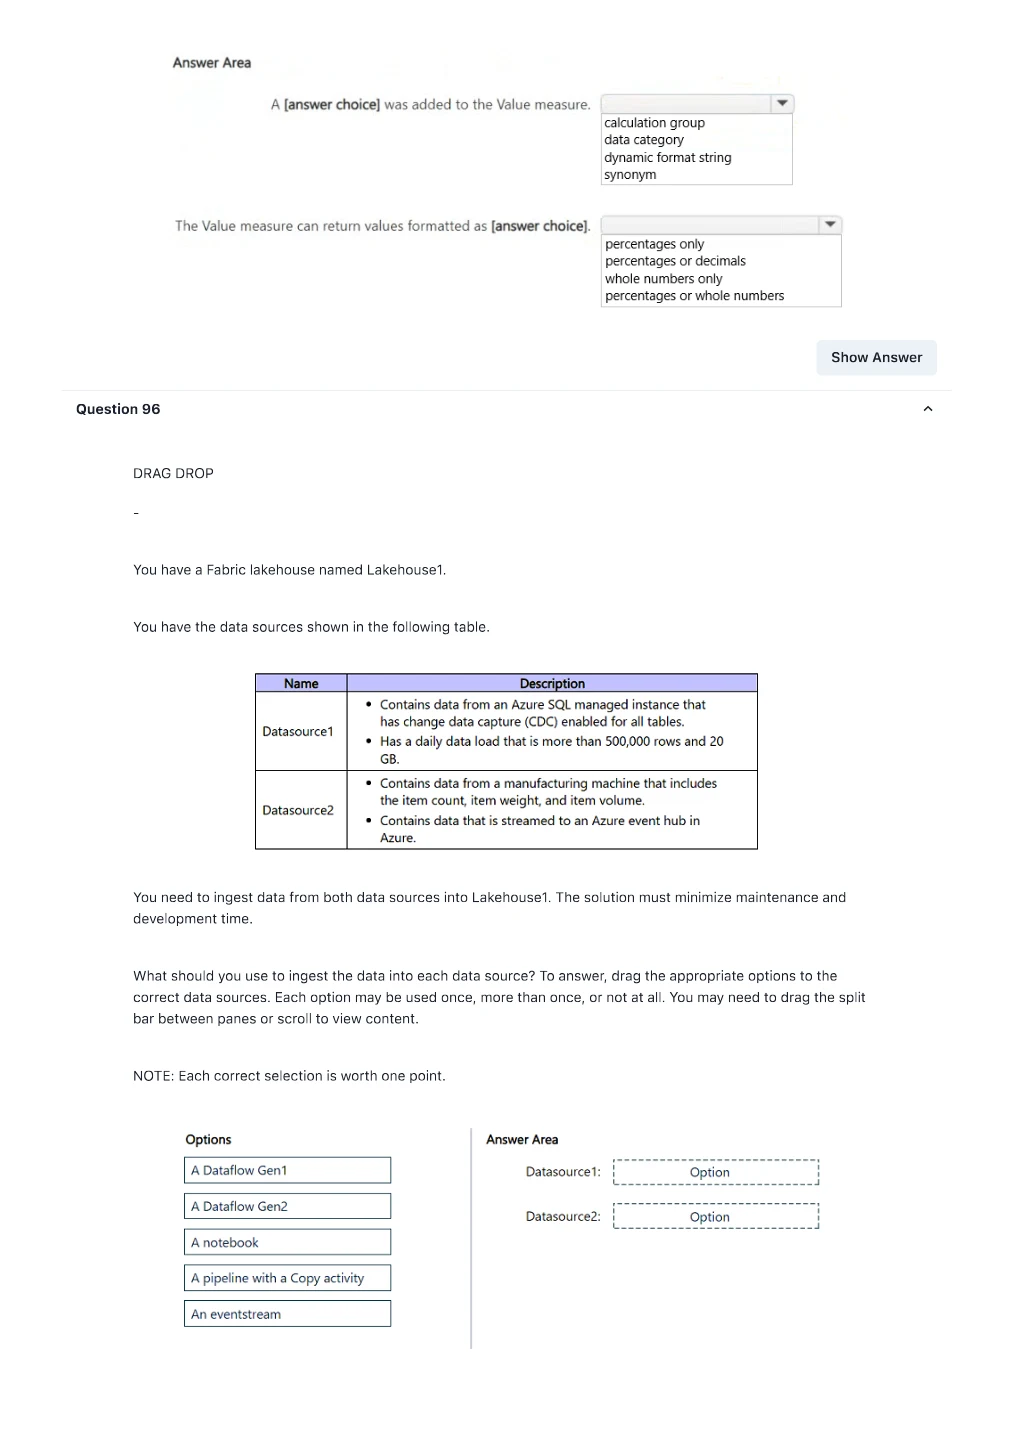 Answer Area
A [answer choice] was added to the Value measure.
calculation group
data category
dynamic format string
synonym
The Value measure can return values formatted as [answer choice].
percentages only
percentages or decimals
whole numbers only
percentages or whole numbers
Show Answer
Question 96
DRAG DROP
-
You have a Fabric lakehouse named Lakehouse1.
You have the data sources shown in the following table.
Name Description
Datasource1
• Contains data from an Azure SQL managed instance that
has change data capture (CDC) enabled for all tables.
• Has a daily data load that is more than 500,000 rows and 20
GB.
Datasource2
• Contains data from a manufacturing machine that includes
the item count, item weight, and item volume.
• Contains data that is streamed to an Azure event hub in
Azure.
You need to ingest data from both data sources into Lakehouse1. The solution must minimize maintenance and
development time.
What should you use to ingest the data into each data source? To answer, drag the appropriate options to the
correct data sources. Each option may be used once, more than once, or not at all. You may need to drag the split
bar between panes or scroll to view content.
NOTE: Each correct selection is worth one point.
Options
A Dataflow Gen1
A Dataflow Gen2
A notebook
A pipeline with a Copy activity
An eventstream
Answer Area
Datasource1: Option
Datasource2: Option